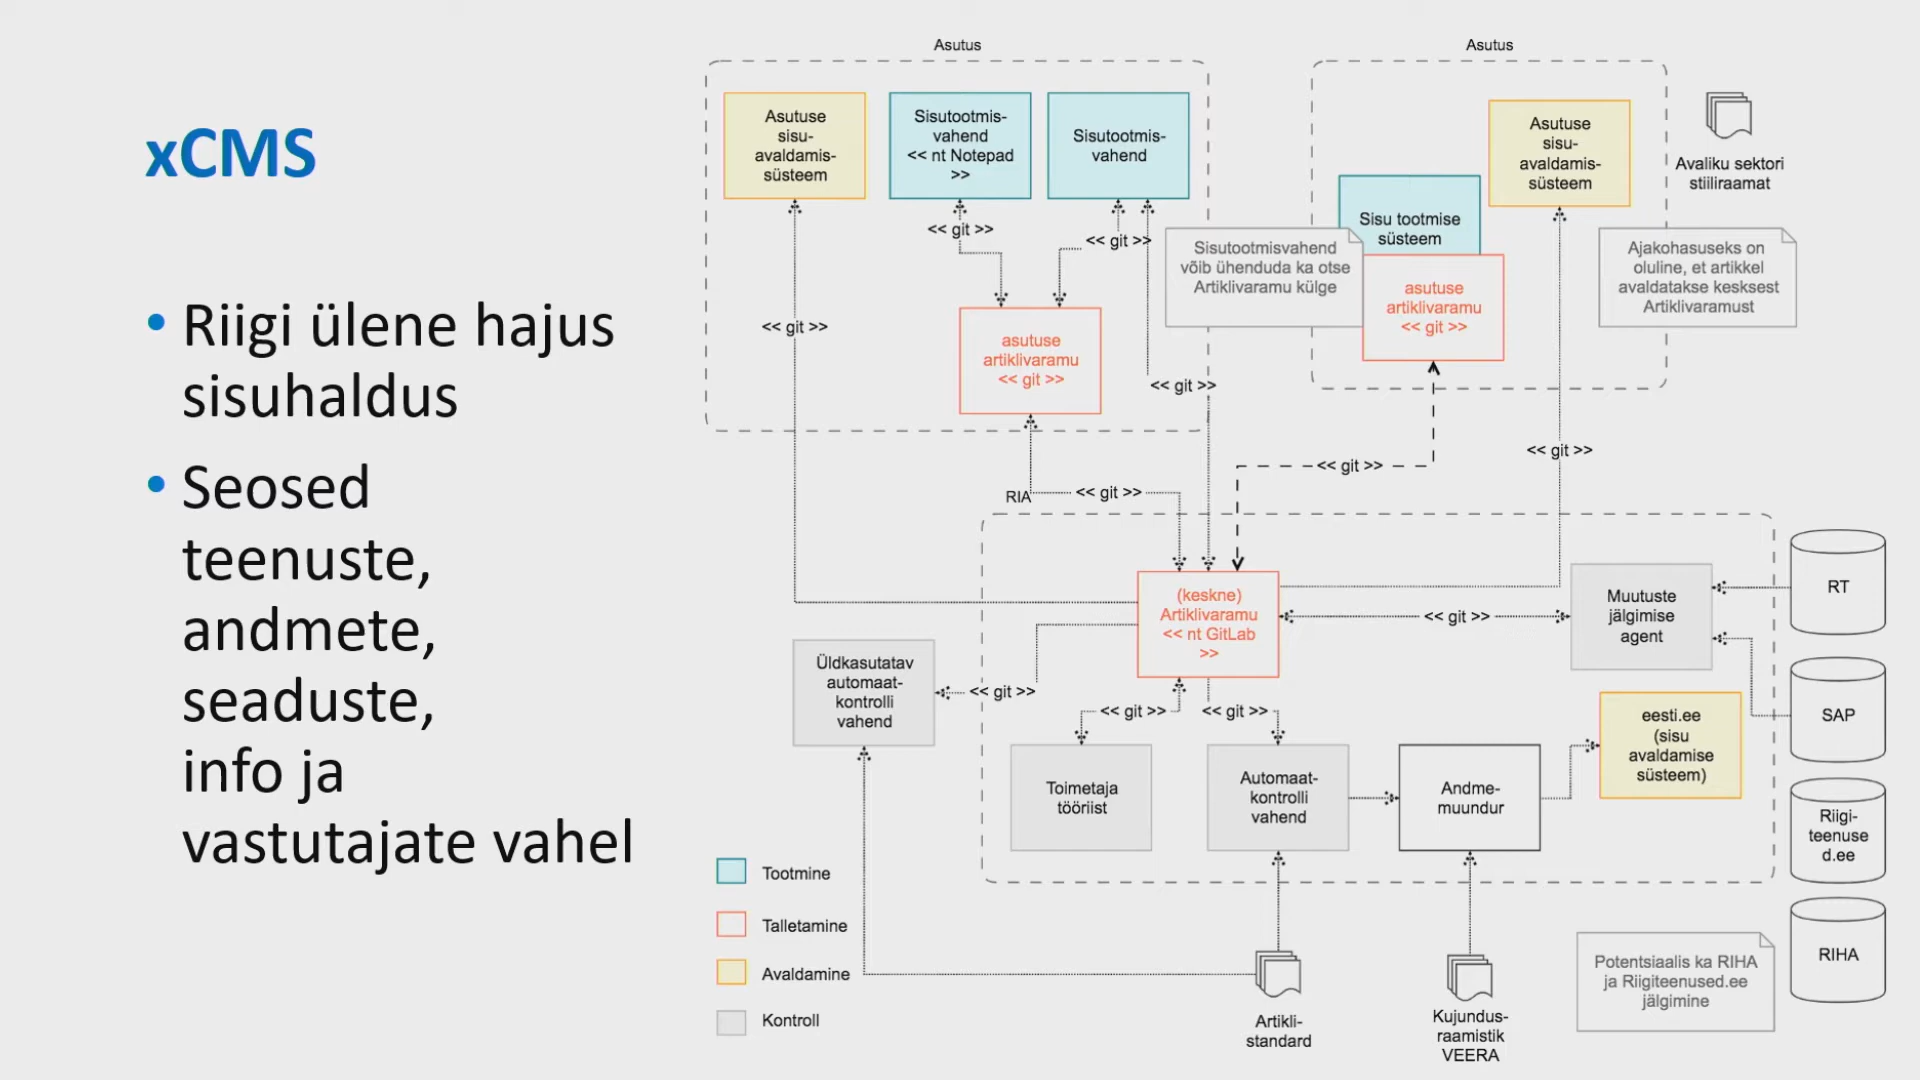 xCMS
• Riigi ülene hajus
sisuhaldus
• Seosed
teenuste,
andmete,
seaduste,
info ja
vastutajate vahel
Asutus
Asutuse
sisu-
avaldamis-
süsteem
Sisutootmis-
vahend
<< nt Notepad
>>
Sisutootmis-
vahend
<< git >>
<< git >>
<< git >>
asutuse
artiklivaramu
<< git >>
<< git >>
Sisutootmisvahend
võib ühenduda ka otse
Artiklivaramu külge
Asutus
Asutuse
sisu-
avaldamis-
süsteem
Sisu tootmise
süsteem
asutuse
artiklivaramu
<< git >>
Avaliku sektori
stiiliraamat
Ajakohasuseks on
oluline, et artikkel
avaldatakse kesksest
Artiklivaramust
<< git >>
<< git >>
RIA
<< git >>
(keskne)
Artiklivaramu
<< nt GitLab
>>
<< git >>
Muutuste
jälgimise
agent
RT
Üldkasutatav
automaat-
kontrolli
vahend
<< git >>
<< git >>
<< git >>
SAP
eesti.ee
(sisu
avaldamise
süsteem)
Toimetaja
tööriist
Automaat-
kontrolli
vahend
Andme-
muundur
Riigi-
teenuse
d.ee
RIHA
Tootmine
Talletamine
Avaldamine
Kontroll
Artikli-
standard
Kujundus-
raamistik
VEERA
Potentsiaalis ka RIHA
ja Riigiteenused.ee
jälgimine